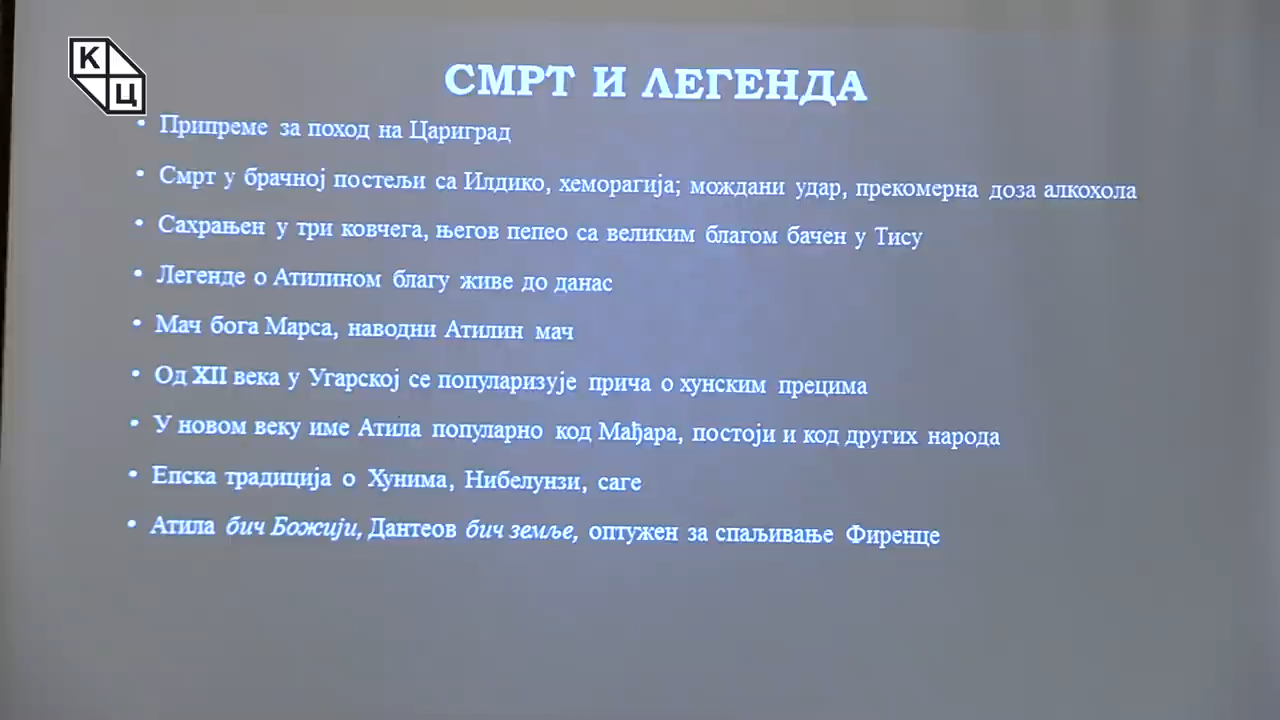 К
Ц
СМРТ И ЛЕГЕНДА
• Припреме за поход на Цариград
• Смрт у брачној постељи са Илдико, хеморагија; мождани удар, прекомерна доза алкохола
• Сахрањен у три ковчега, његов пепео са великим благом бачен у Тису
• Легенде о Атилином благу живе до данас
• Мач бога Марса, наводни Атилин мач
• Од XII века у Угарској се популаризује прича о хунским прецима
• У новом веку име Атила популарно код Мађара, постоји и код других народа
• Епска традиција о Хунима, Нибелунзи, саге
• Атила бич Божији, Дантеов бич земље, оптужен за спаљивање Фиренце